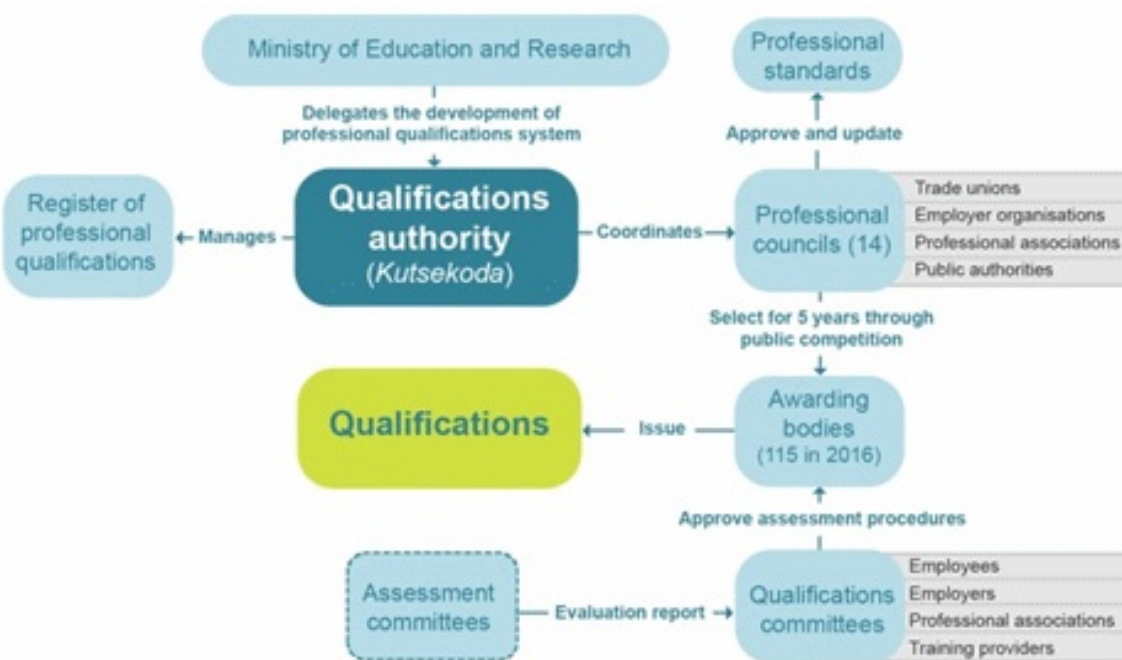 Ministry of Education and Research
Professional
standards
Delegates the development of
professional qualifications system
Approve and update
Register of
professional
qualifications
Manages
Qualifications
authority
(Kutsekoda)
Coordinates
Professional
councils (14)
Trade unions
Employer organisations
Professional associations
Public authorities
Select for 5 years through
public competition
Qualifications
Issue
Awarding
bodies
(115 in 2016)
Approve assessment procedures
Assessment
committees
Evaluation report
Qualifications
committees
Employees
Employers
Professional associations
Training providers